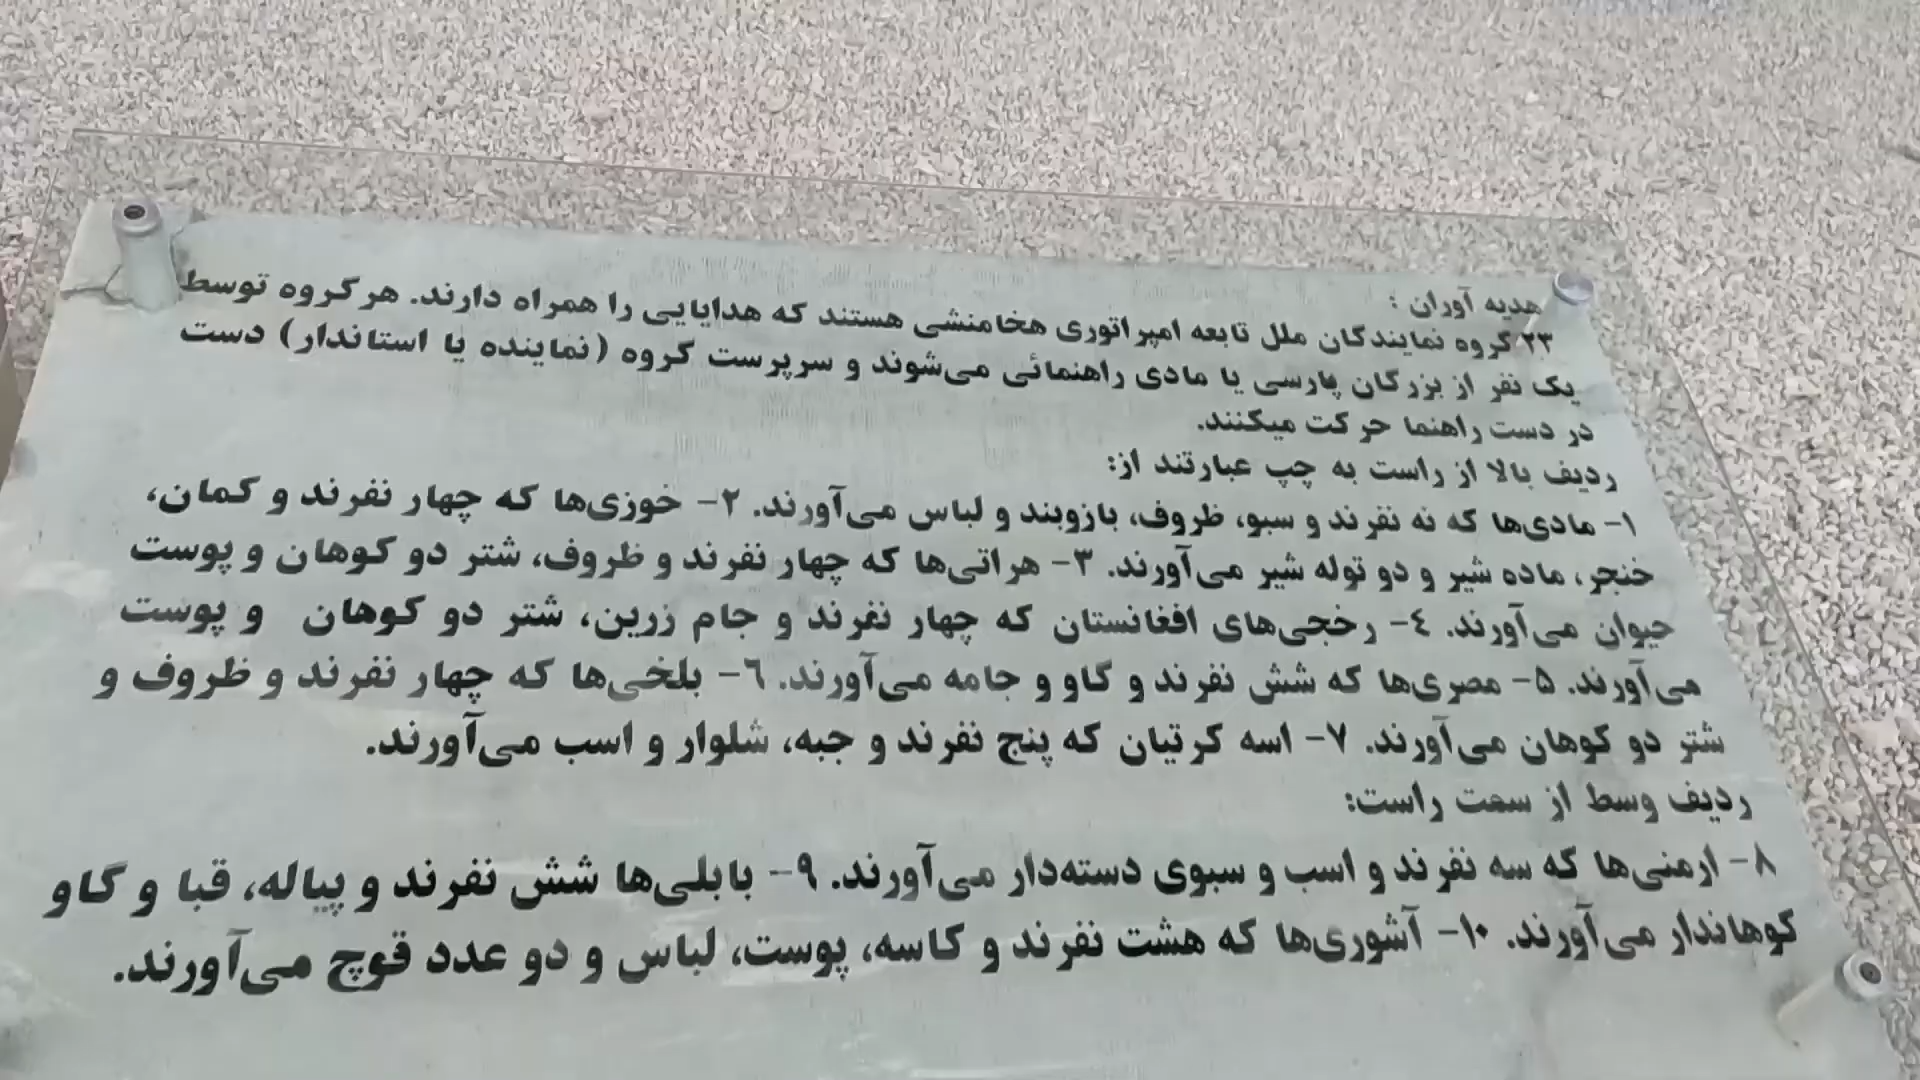 هدیه آوران :
۲۳ گروه نمایندگان ملل تابعه امپراتوری هخامنشی هستند که هدایایی را همراه دارند. هر گروه توسط
یک نفر از بزرگان پارسی یا مادی راهنمائی می‌شوند و سرپرست گروه (نماینده یا استاندار) دست
در دست راهنما حرکت میکنند.
ردیف بالا از راست به چپ عبارتند از:
۱- مادی‌ها که نه نفرند و سبو، ظروف، بازوبند و لباس می‌آورند. ۲- خوزی‌ها که چهار نفرند و کمان،
خنجر، ماده شیر و دو توله شیر می‌آورند. ۳- هراتی‌ها که چهار نفرند و ظروف، شتر دو کوهان و پوست
حیوان می‌آورند. ٤- رخجی‌های افغانستان که چهار نفرند و جام زرین، شتر دو کوهان و پوست
می‌آورند. ۵- مصری‌ها که شش نفرند و گاو و جامه می‌آورند. ٦- بلخی‌ها که چهار نفرند و ظروف و
شتر دو کوهان می‌آورند. ۷- اسه کرتیان که پنج نفرند و جبه، شلوار و اسب می‌آورند.
ردیف وسط از سمت راست:
۸- ارمنی‌ها که سه نفرند و اسب و سبوی دسته‌دار می‌آورند. ۹- بابلی‌ها شش نفرند و پیاله، قبا و گاو
کوهاندار می‌آورند. ۱۰- آشوری‌ها که هشت نفرند و کاسه، پوست، لباس و دو عدد قوچ می‌آورند.